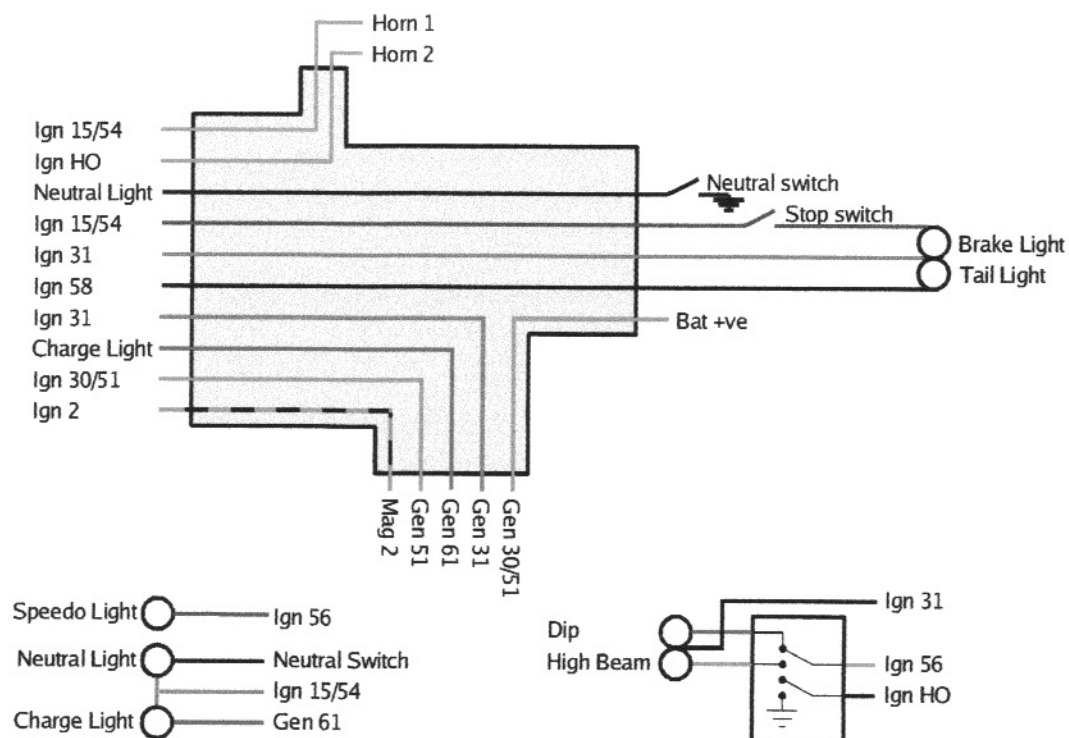 Horn 1
Horn 2
Ign 15/54
Ign HO
Neutral Light
Neutral switch
Ign 15/54
Stop switch
Ign 31
Brake Light
Ign 58
Tail Light
Ign 31
Bat +ve
Charge Light
Ign 30/51
Ign 2
Mag 2
Gen 51
Gen 61
Gen 31
Gen 30/51
Speedo Light
Ign 56
Neutral Light
Neutral Switch
Ign 15/54
Charge Light
Gen 61
Ign 31
Dip
High Beam
Ign 56
Ign HO